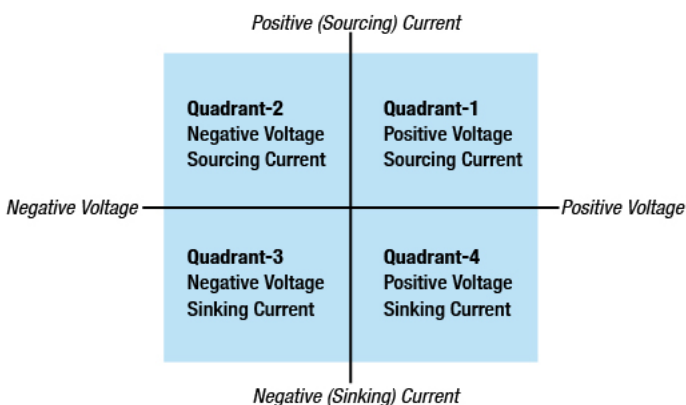 Positive (Sourcing) Current
Quadrant-2
Negative Voltage
Sourcing Current
Quadrant-1
Positive Voltage
Sourcing Current
Negative Voltage
Positive Voltage
Quadrant-3
Negative Voltage
Sinking Current
Quadrant-4
Positive Voltage
Sinking Current
Negative (Sinking) Current